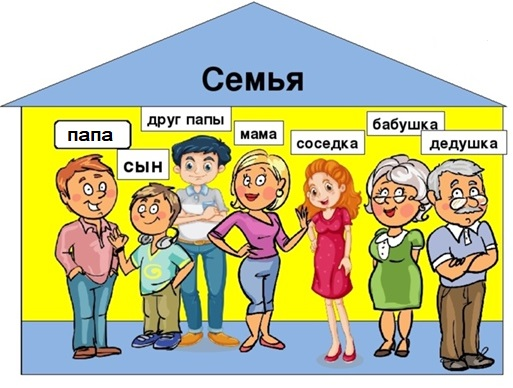 Семья
папа
сын
друг папы
мама
соседка
бабушка
дедушка